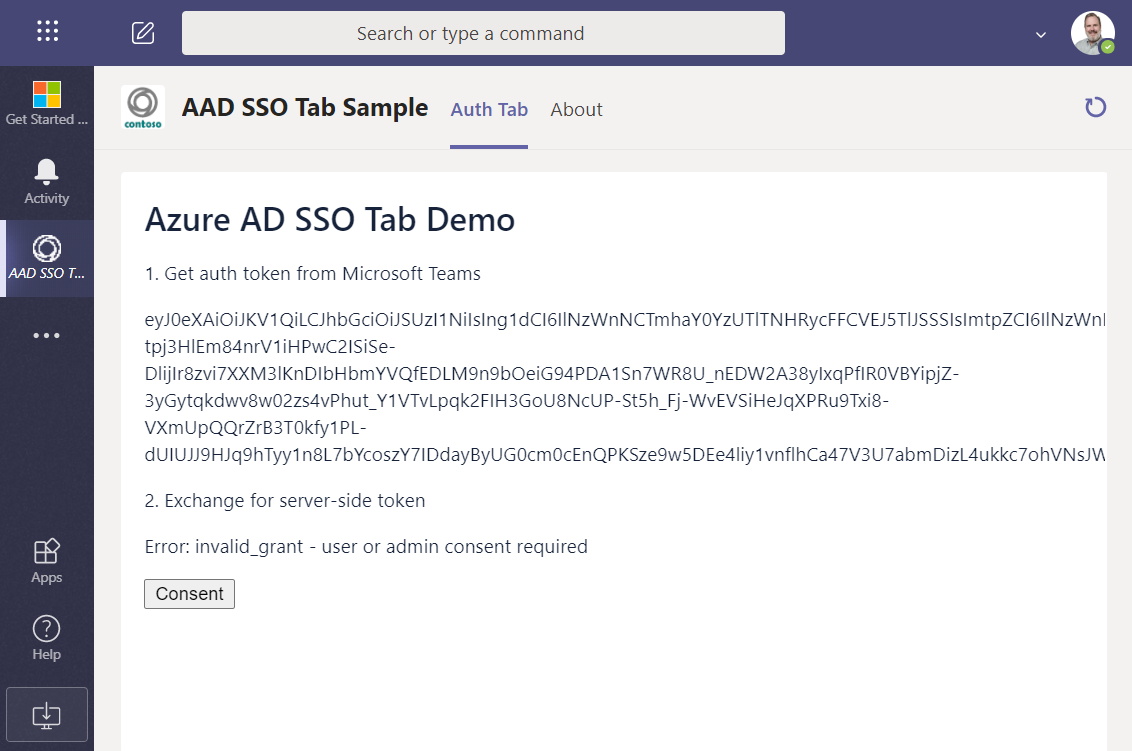 Search or type a command
Get Started ...
Activity
AAD SSO T...
Apps
Help
contoso
AAD SSO Tab Sample
Auth Tab
About
Azure AD SSO Tab Demo
1. Get auth token from Microsoft Teams
eyJ0eXAiOiJKV1QiLCJhbGciOiJSUzI1NiIsIng1dCI6IlNzWnNCTmhaY0YzUTlTNHRycFFCVEJ5TlJSSSIsImtpZCI6IlNzWnN
tpj3HlEm84nrV1iHPwC2ISiSe-
DlijIr8zvi7XXM3lKnDIbHbmYVQfEDLM9n9bOeiG94PDA1Sn7WR8U_nEDW2A38yIxqPfIR0VBYipjZ-
3yGytqkdwv8w02zs4vPhut_Y1VTvLpqk2FIH3GoU8NcUP-St5h_Fj-WvEVSiHeJqXPRu9Txi8-
VXmUpQQrZrB3T0kfy1PL-
dUIUJJ9HJq9hTyy1n8L7bYcoszY7IDdayByUG0cm0cEnQPKSze9w5DEe4liy1vnflhCa47V3U7abmDizL4ukkc7ohVNsJW
2. Exchange for server-side token
Error: invalid_grant - user or admin consent required
Consent